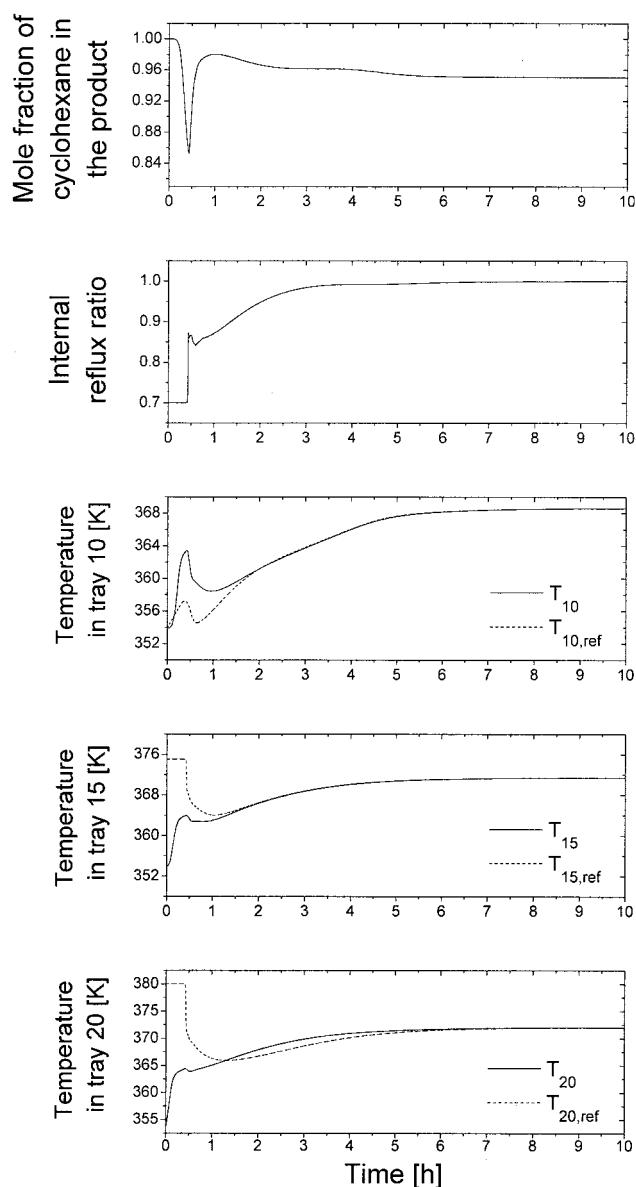 Mole fraction of
cyclohexane in
the product
1.00
0.96
0.92
0.88
0.84
0 1 2 3 4 5 6 7 8 9 10
Internal
reflux ratio
1.0
0.9
0.8
0.7
0 1 2 3 4 5 6 7 8 9 10
Temperature
in tray 10 [K]
368
364
360
356
352
T10
T10,ref
0 1 2 3 4 5 6 7 8 9 10
Temperature
in tray 15 [K]
376
368
360
352
T15
T15,ref
0 1 2 3 4 5 6 7 8 9 10
Temperature
in tray 20 [K]
380
375
370
365
360
355
T20
T20,ref
0 1 2 3 4 5 6 7 8 9 10
Time [h]